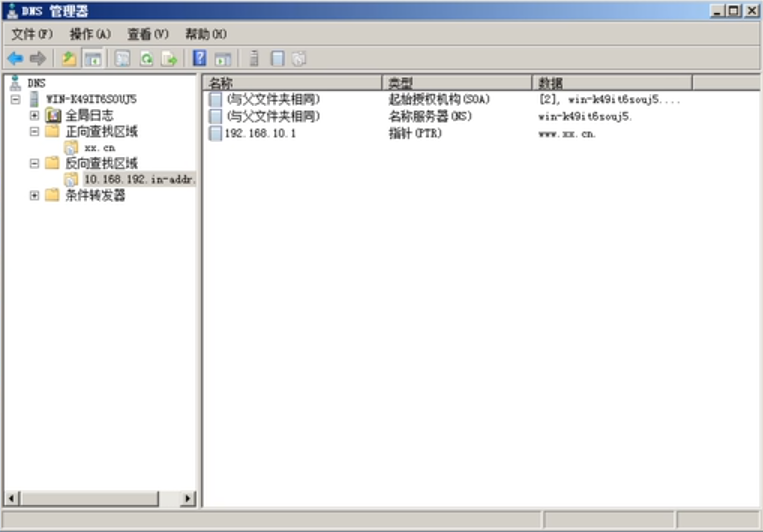 DNS 管理器
文件(F) 操作(A) 查看(V) 帮助(H)
DNS
WIN-K49IT6SOUJ5
全局日志
正向查找区域
xx.cn
反向查找区域
10.168.192.in-addr.
条件转发器
名称 类型 数据
(与父文件夹相同) 起始授权机构(SOA) [2], win-k49it6souj5....
(与父文件夹相同) 名称服务器(NS) win-k49it6souj5.
192.168.10.1 指针(PTR) www.xx.cn.